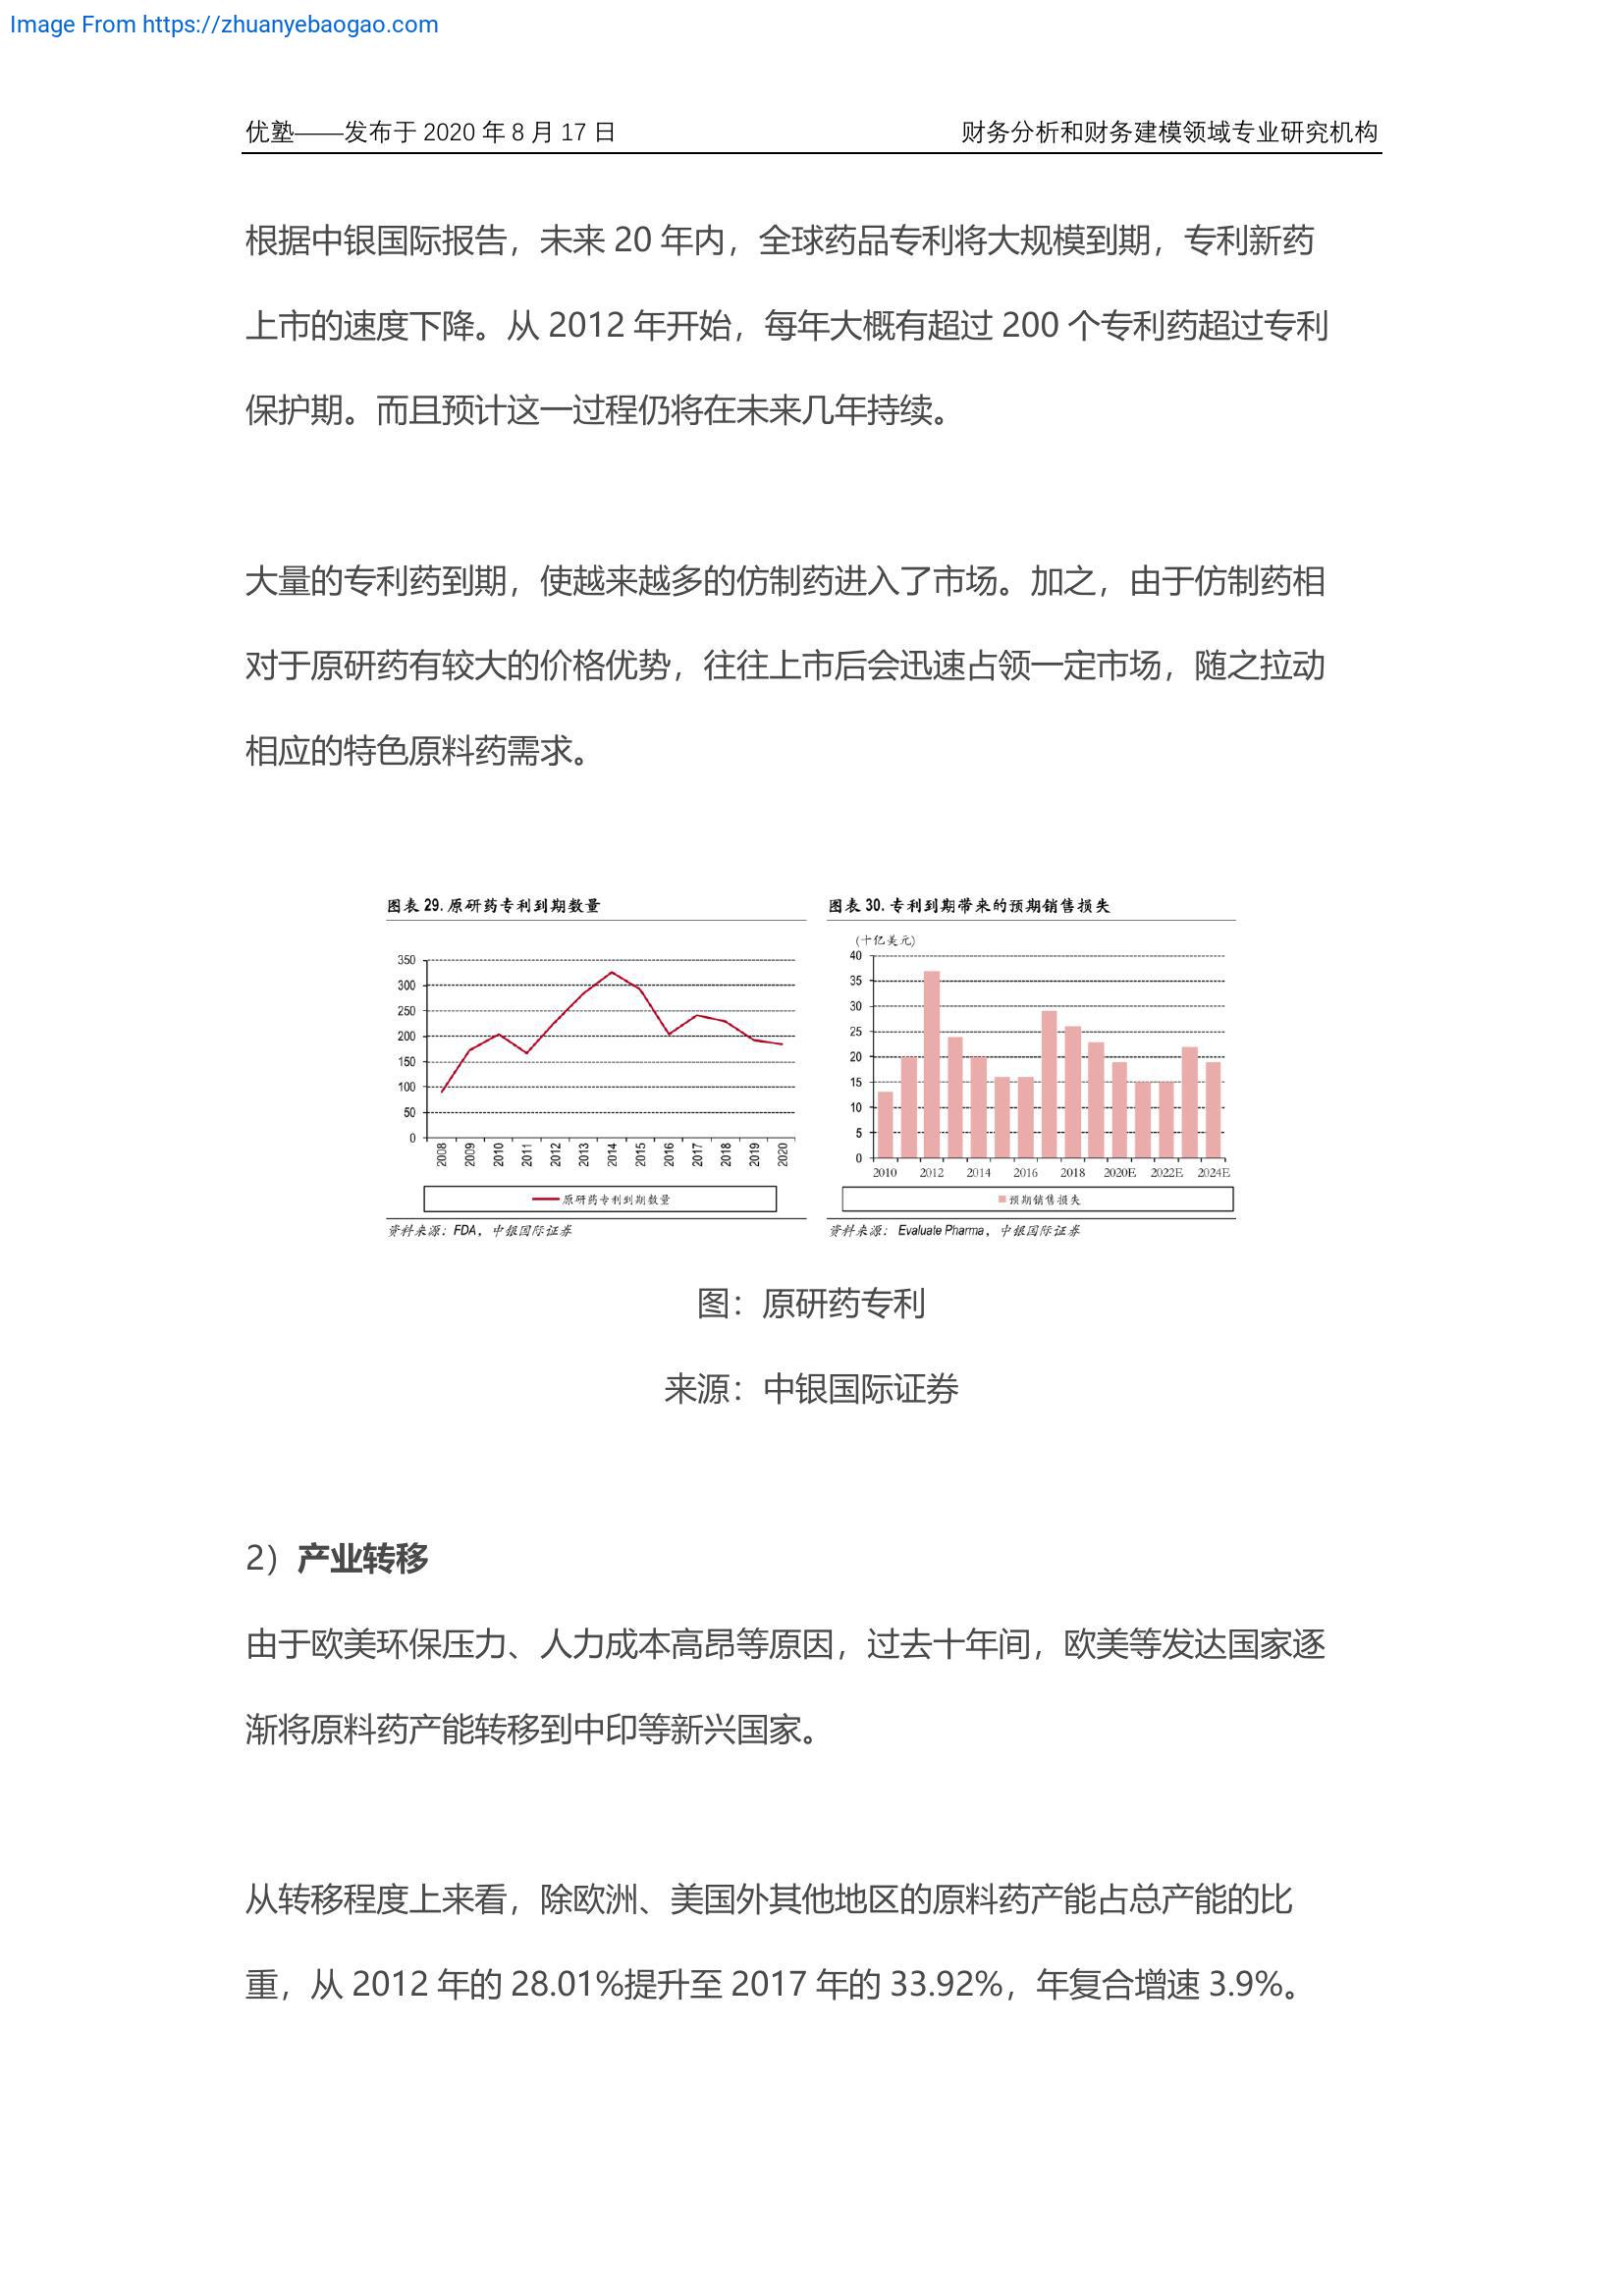 Image From https://zhuanyebaogao.com
优塾——发布于 2020 年 8 月 17 日
财务分析和财务建模领域专业研究机构
根据中银国际报告，未来 20 年内，全球药品专利将大规模到期，专利新药
上市的速度下降。从 2012 年开始，每年大概有超过 200 个专利药超过专利
保护期。而且预计这一过程仍将在未来几年持续。
大量的专利药到期，使越来越多的仿制药进入了市场。加之，由于仿制药相
对于原研药有较大的价格优势，往往上市后会迅速占领一定市场，随之拉动
相应的特色原料药需求。
图表 29. 原研药专利到期数量
350
300
250
200
150
100
50
0
2008 2009 2010 2011 2012 2013 2014 2015 2016 2017 2018 2019 2020
原研药专利到期数量
资料来源：FDA，中银国际证券
图表 30. 专利到期带来的预期销售损失
(十亿美元)
40
35
30
25
20
15
10
5
0
2010 2012 2014 2016 2018 2020E 2022E 2024E
预期销售损失
资料来源： Evaluate Pharma，中银国际证券
图：原研药专利
来源：中银国际证券
2）产业转移
由于欧美环保压力、人力成本高昂等原因，过去十年间，欧美等发达国家逐
渐将原料药产能转移到中印等新兴国家。
从转移程度上来看，除欧洲、美国外其他地区的原料药产能占总产能的比
重，从 2012 年的 28.01%提升至 2017 年的 33.92%，年复合增速 3.9%。